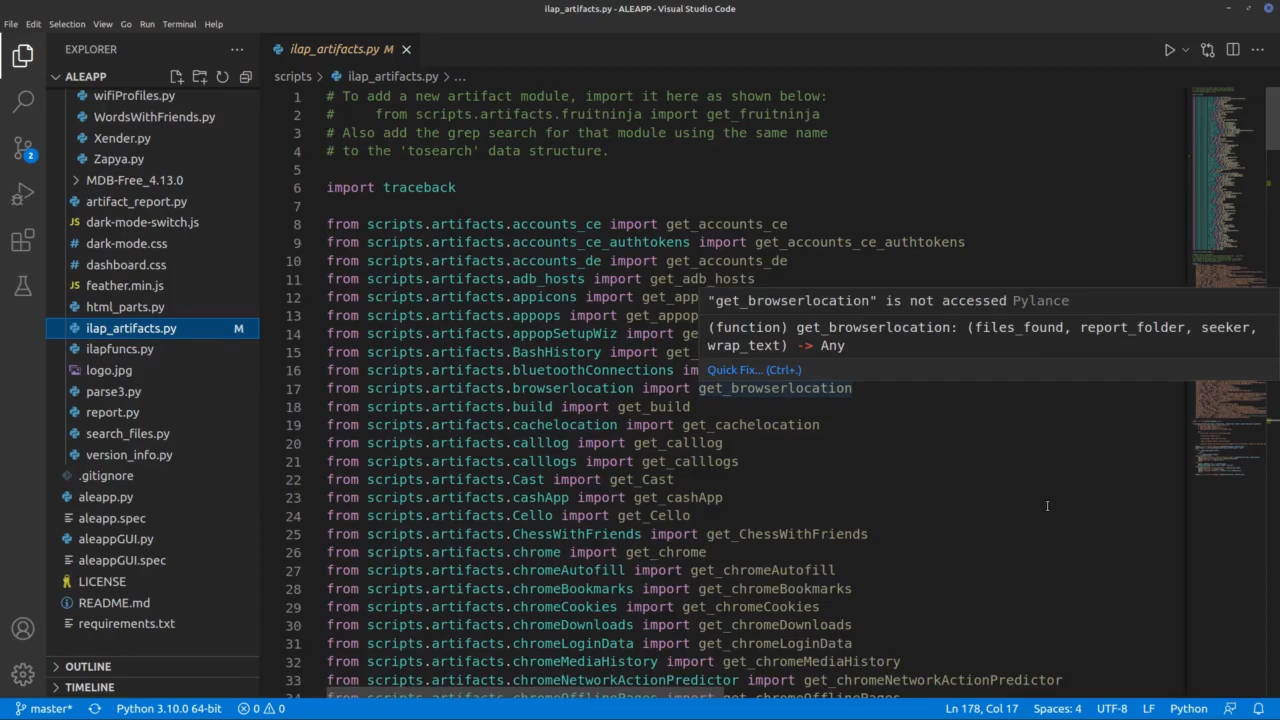 ilap_artifacts.py - ALEAPP - Visual Studio Code
File Edit Selection View Go Run Terminal Help
EXPLORER
ALEAPP
wifiProfiles.py
WordsWithFriends.py
Xender.py
Zapya.py
MDB-Free_4.13.0
artifact_report.py
JS dark-mode-switch.js
# dark-mode.css
# dashboard.css
JS feather.min.js
html_parts.py
ilap_artifacts.py M
ilapfuncs.py
logo.jpg
parse3.py
report.py
search_files.py
version_info.py
.gitignore
aleapp.py
aleapp.spec
aleappGUI.py
aleappGUI.spec
LICENSE
README.md
requirements.txt
OUTLINE
TIMELINE
2
ilap_artifacts.py M
scripts > ilap_artifacts.py > ...
1 # To add a new artifact module, import it here as shown below:
2 #     from scripts.artifacts.fruitninja import get_fruitninja
3 # Also add the grep search for that module using the same name
4 # to the 'tosearch' data structure.
5
6 import traceback
7
8 from scripts.artifacts.accounts_ce import get_accounts_ce
9 from scripts.artifacts.accounts_ce_authtokens import get_accounts_ce_authtokens
10 from scripts.artifacts.accounts_de import get_accounts_de
11 from scripts.artifacts.adb_hosts import get_adb_hosts
12 from scripts.artifacts.appicons import get_app
13 from scripts.artifacts.appops import get_appop
14 from scripts.artifacts.appopSetupWiz import get_
15 from scripts.artifacts.BashHistory import get_
16 from scripts.artifacts.bluetoothConnections im
17 from scripts.artifacts.browserlocation import get_browserlocation
18 from scripts.artifacts.build import get_build
19 from scripts.artifacts.cachelocation import get_cachelocation
20 from scripts.artifacts.calllog import get_calllog
21 from scripts.artifacts.calllogs import get_calllogs
22 from scripts.artifacts.Cast import get_Cast
23 from scripts.artifacts.cashApp import get_cashApp
24 from scripts.artifacts.Cello import get_Cello
25 from scripts.artifacts.ChessWithFriends import get_ChessWithFriends
26 from scripts.artifacts.chrome import get_chrome
27 from scripts.artifacts.chromeAutofill import get_chromeAutofill
28 from scripts.artifacts.chromeBookmarks import get_chromeBookmarks
29 from scripts.artifacts.chromeCookies import get_chromeCookies
30 from scripts.artifacts.chromeDownloads import get_chromeDownloads
31 from scripts.artifacts.chromeLoginData import get_chromeLoginData
32 from scripts.artifacts.chromeMediaHistory import get_chromeMediaHistory
33 from scripts.artifacts.chromeNetworkActionPredictor import get_chromeNetworkActionPredictor
34 from scripts.artifacts.chromeOfflinePages import get_chromeOfflinePages
"get_browserlocation" is not accessed Pylance
(function) get_browserlocation: (files_found, report_folder, seeker,
wrap_text) -> Any
Quick Fix... (Ctrl+.)
master* Python 3.10.0 64-bit 0 0 Ln 178, Col 17 Spaces: 4 UTF-8 LF Python